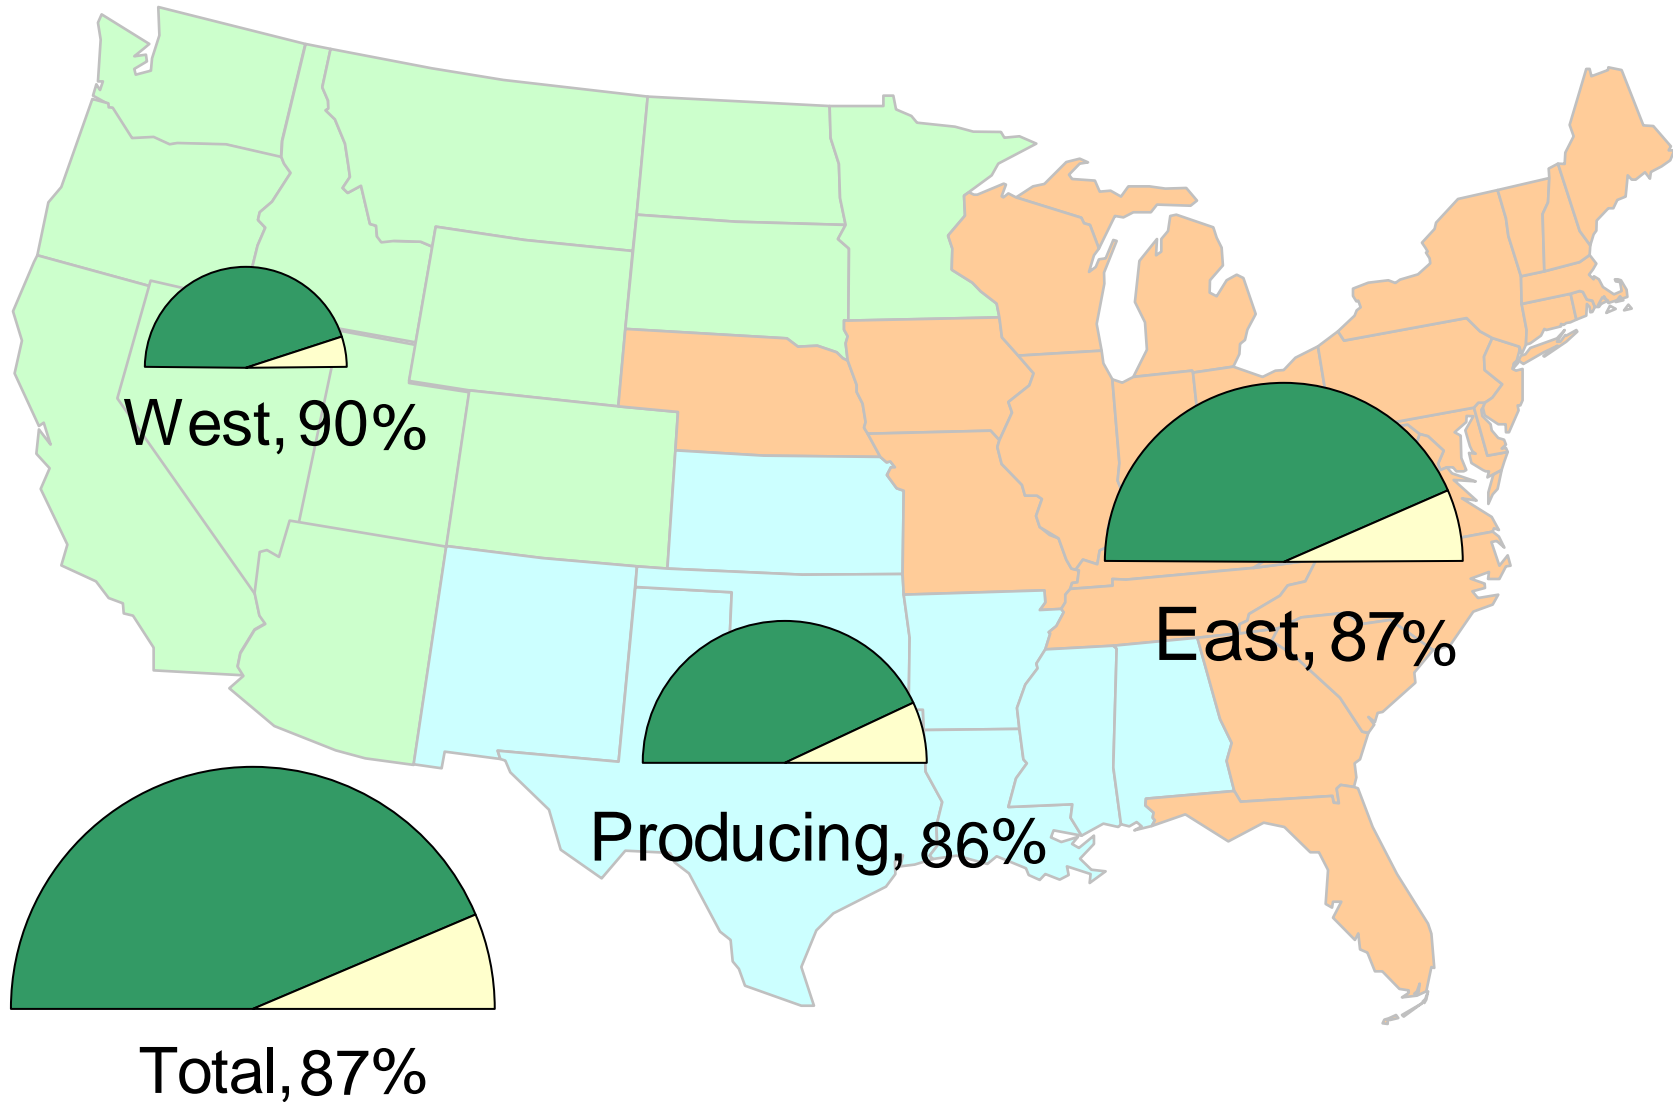 West, 90%
East, 87%
Producing, 86%
Total, 87%